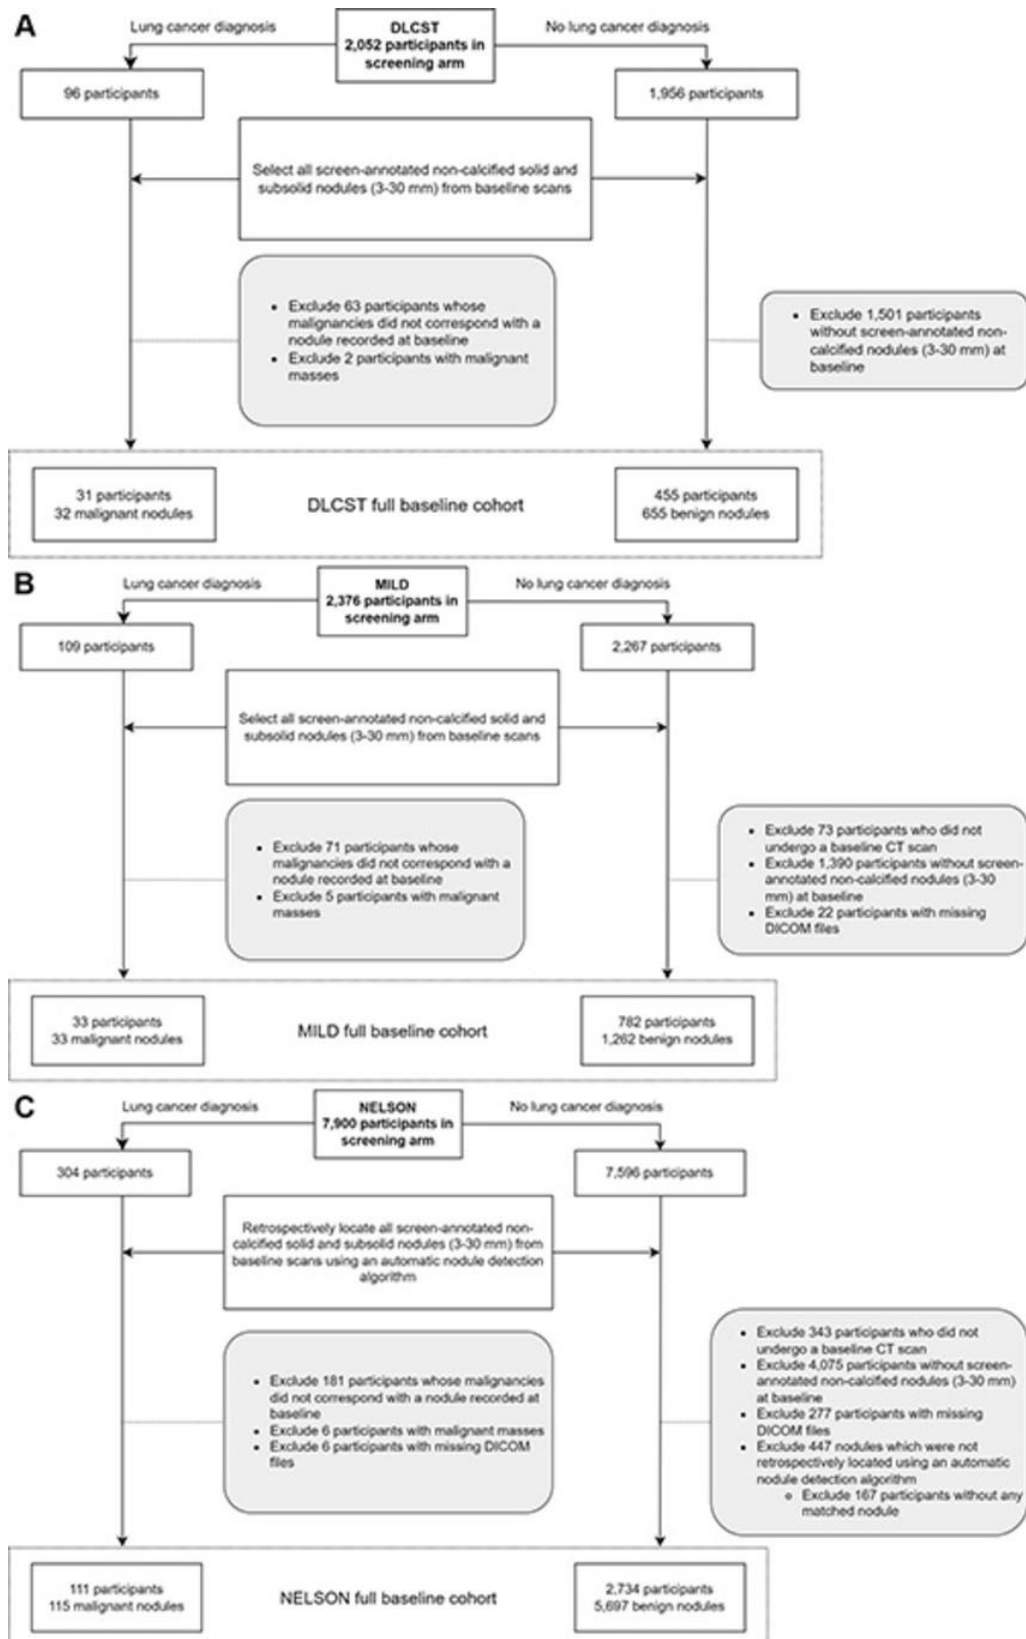 A
Lung cancer diagnosis
DLCST
2,052 participants in
screening arm
No lung cancer diagnosis
96 participants
1,956 participants
Select all screen-annotated non-calcified solid and
subsolid nodules (3-30 mm) from baseline scans
• Exclude 63 participants whose
malignancies did not correspond with a
nodule recorded at baseline
• Exclude 2 participants with malignant
masses
• Exclude 1,501 participants
without screen-annotated non-
calcified nodules (3-30 mm) at
baseline
31 participants
32 malignant nodules
DLCST full baseline cohort
455 participants
655 benign nodules
B
Lung cancer diagnosis
MILD
2,376 participants in
screening arm
No lung cancer diagnosis
109 participants
2,267 participants
Select all screen-annotated non-calcified solid and
subsolid nodules (3-30 mm) from baseline scans
• Exclude 71 participants whose
malignancies did not correspond with a
nodule recorded at baseline
• Exclude 5 participants with malignant
masses
• Exclude 73 participants who did not
undergo a baseline CT scan
• Exclude 1,390 participants without screen-
annotated non-calcified nodules (3-30
mm) at baseline
• Exclude 22 participants with missing
DICOM files
33 participants
33 malignant nodules
MILD full baseline cohort
782 participants
1,262 benign nodules
C
Lung cancer diagnosis
NELSON
7,900 participants in
screening arm
No lung cancer diagnosis
304 participants
7,596 participants
Retrospectively locate all screen-annotated non-
calcified solid and subsolid nodules (3-30 mm) from
baseline scans using an automatic nodule detection
algorithm
• Exclude 181 participants whose malignancies
did not correspond with a nodule recorded at
baseline
• Exclude 6 participants with malignant masses
• Exclude 6 participants with missing DICOM
files
• Exclude 343 participants who did not
undergo a baseline CT scan
• Exclude 4,075 participants without screen-
annotated non-calcified nodules (3-30 mm)
at baseline
• Exclude 277 participants with missing
DICOM files
• Exclude 447 nodules which were not
retrospectively located using an automatic
nodule detection algorithm
o Exclude 167 participants without any
matched nodule
111 participants
115 malignant nodules
NELSON full baseline cohort
2,734 participants
5,697 benign nodules